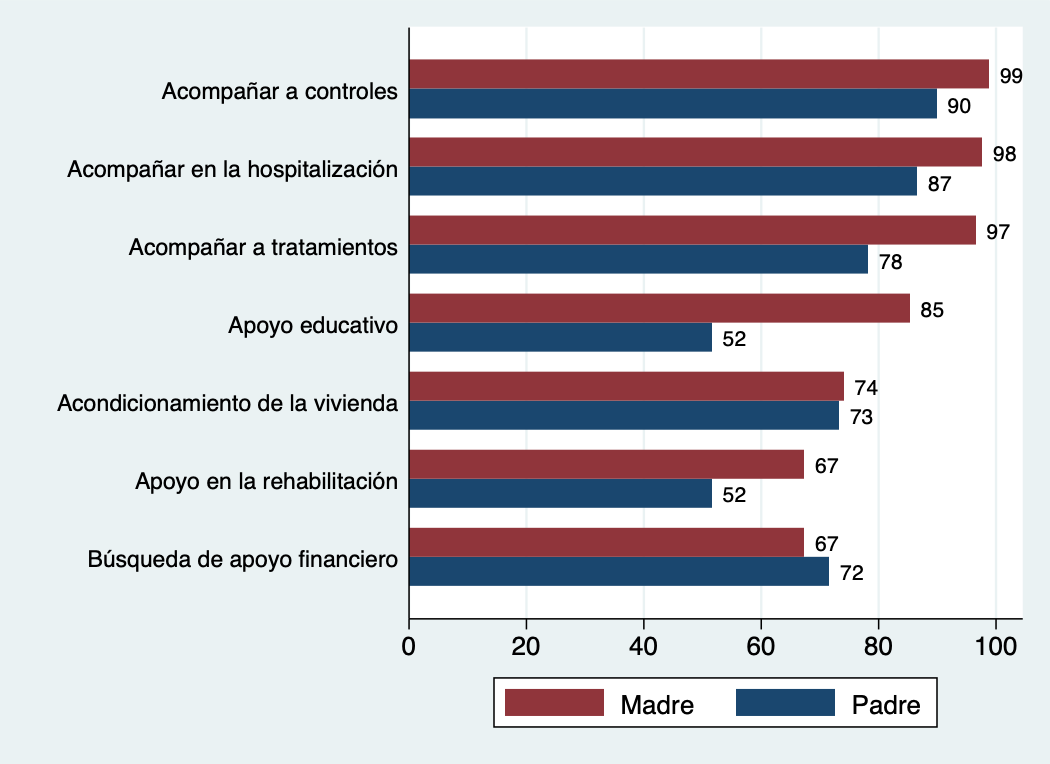 Acompañar a controles
99
90
Acompañar en la hospitalización
98
87
Acompañar a tratamientos
97
78
Apoyo educativo
85
52
Acondicionamiento de la vivienda
74
73
Apoyo en la rehabilitación
67
52
Búsqueda de apoyo financiero
67
72
0 20 40 60 80 100
Madre Padre